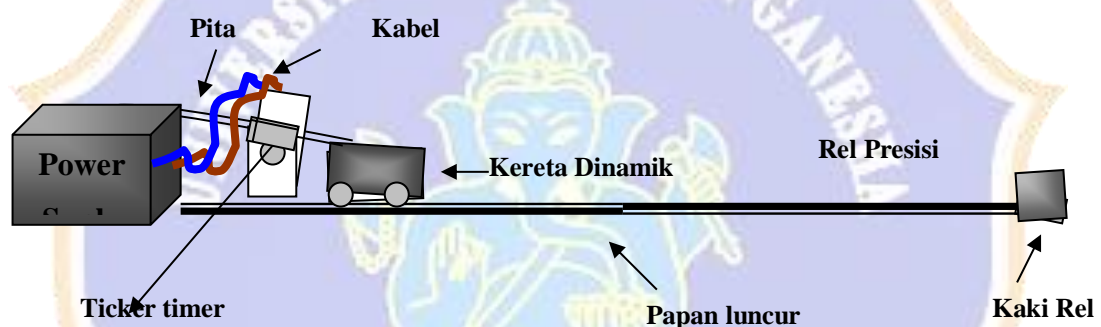 Pita
Kabel
Power
Kereta Dinamik
Rel Presisi
Ticker timer
Papan luncur
Kaki Rel